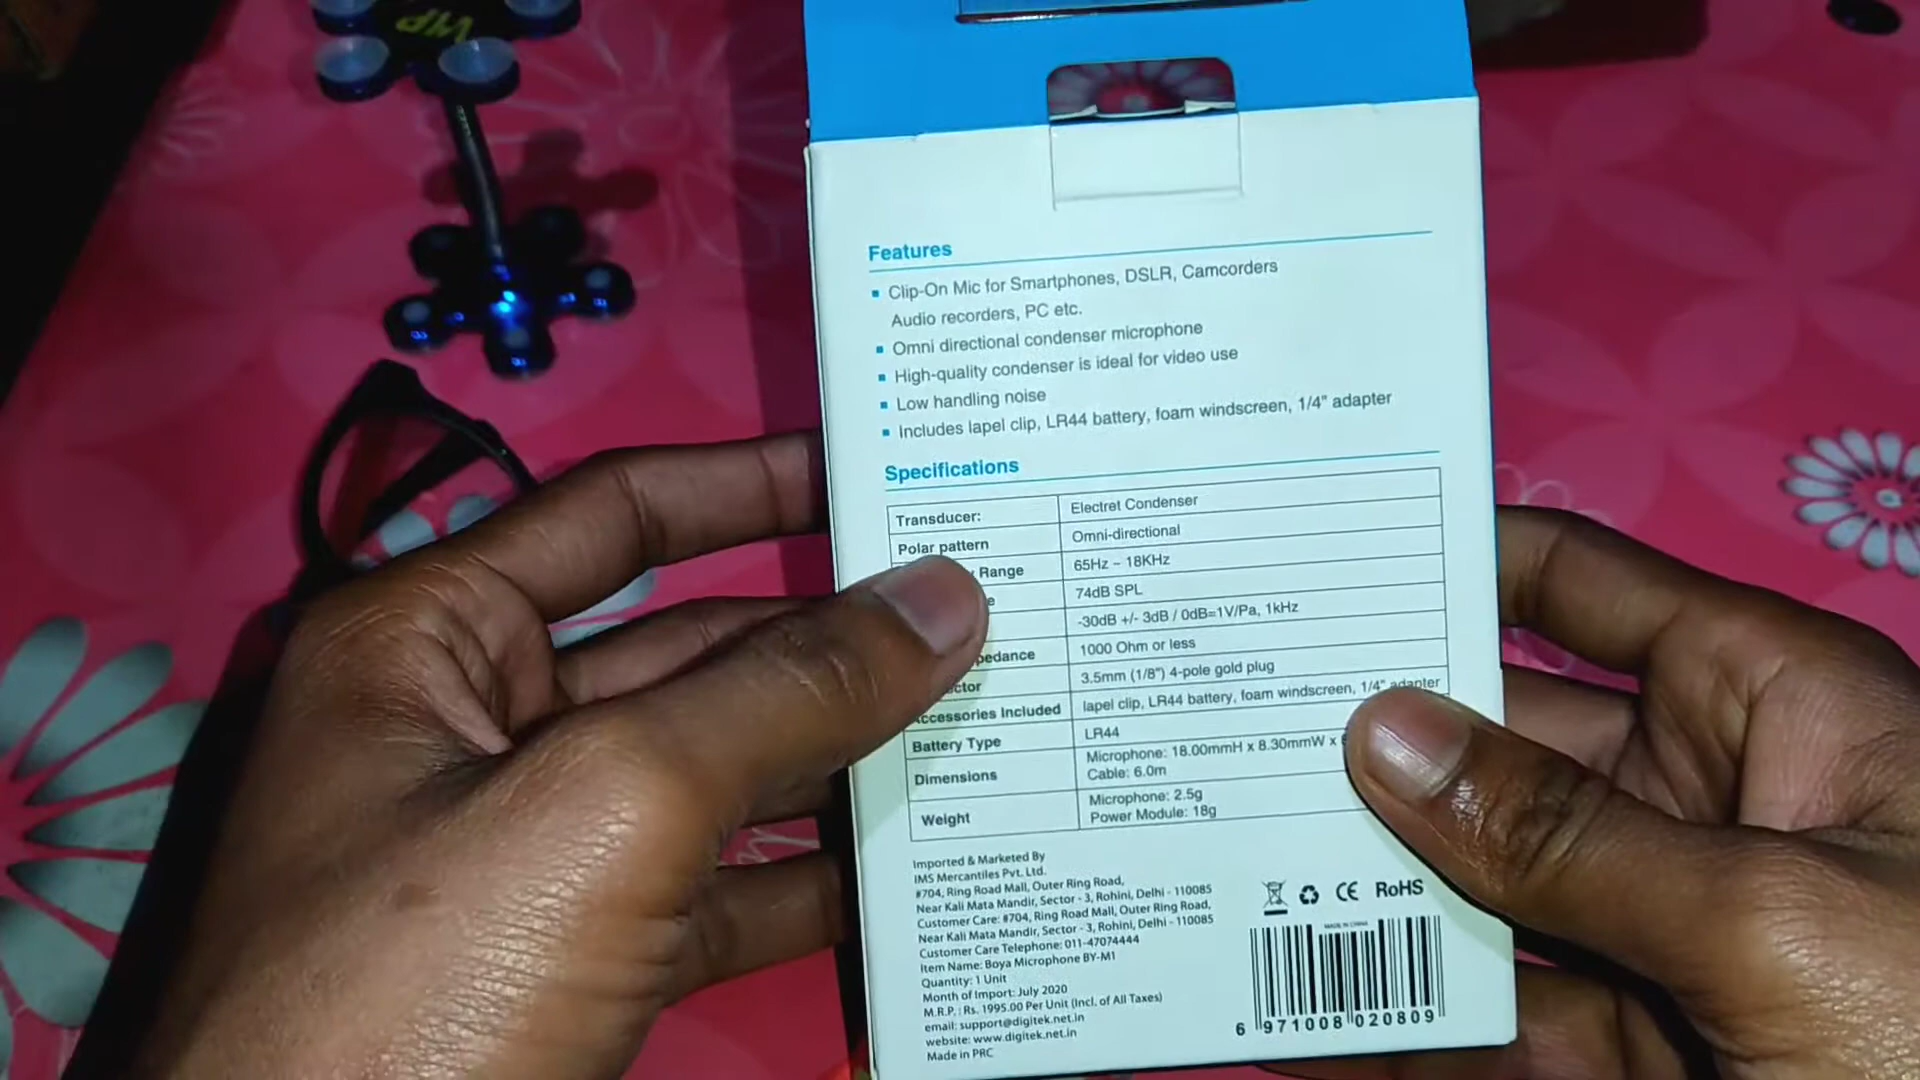 VIP
Features
▪ Clip-On Mic for Smartphones, DSLR, Camcorders
Audio recorders, PC etc.
▪ Omni directional condenser microphone
▪ High-quality condenser is ideal for video use
▪ Low handling noise
▪ Includes lapel clip, LR44 battery, foam windscreen, 1/4" adapter
Specifications
Transducer: Electret Condenser
Polar pattern Omni-directional
Range 65Hz – 18KHz
74dB SPL
-30dB +/- 3dB / 0dB=1V/Pa, 1kHz
1000 Ohm or less
3.5mm (1/8") 4-pole gold plug
Accessories Included lapel clip, LR44 battery, foam windscreen, 1/4" adapter
Battery Type LR44
Dimensions Microphone: 18.00mmH x 8.30mmW x
Cable: 6.0m
Weight Microphone: 2.5g
Power Module: 18g
Imported & Marketed By
IMS Mercantiles Pvt. Ltd.
#704, Ring Road Mall, Outer Ring Road,
Near Kali Mata Mandir, Sector - 3, Rohini, Delhi - 110085
Customer Care: #704, Ring Road Mall, Outer Ring Road,
Near Kali Mata Mandir, Sector - 3, Rohini, Delhi - 110085
Customer Care Telephone: 011-47074444
Item Name: Boya Microphone BY-M1
Quantity: 1 Unit
Month of Import: July 2020
M.R.P. : Rs. 1995.00 Per Unit (Incl. of All Taxes)
email: support@digitek.net.in
website: www.digitek.net.in
Made in PRC
CE RoHS
MADE IN CHINA
6 971008 020809